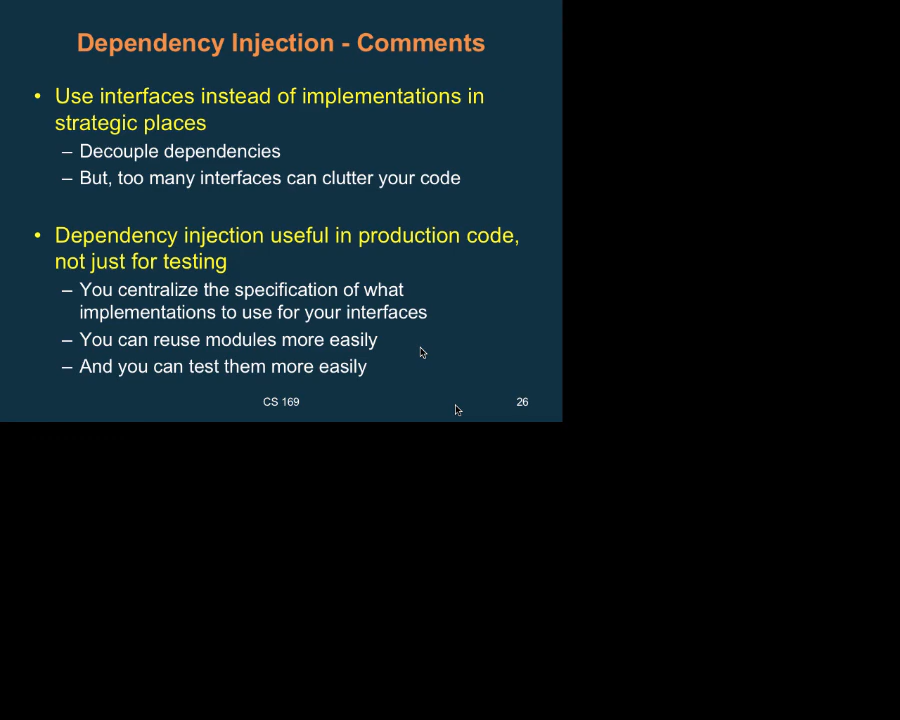 Dependency Injection - Comments
• Use interfaces instead of implementations in
strategic places
– Decouple dependencies
– But, too many interfaces can clutter your code
• Dependency injection useful in production code,
not just for testing
– You centralize the specification of what
implementations to use for your interfaces
– You can reuse modules more easily
– And you can test them more easily
CS 169
26